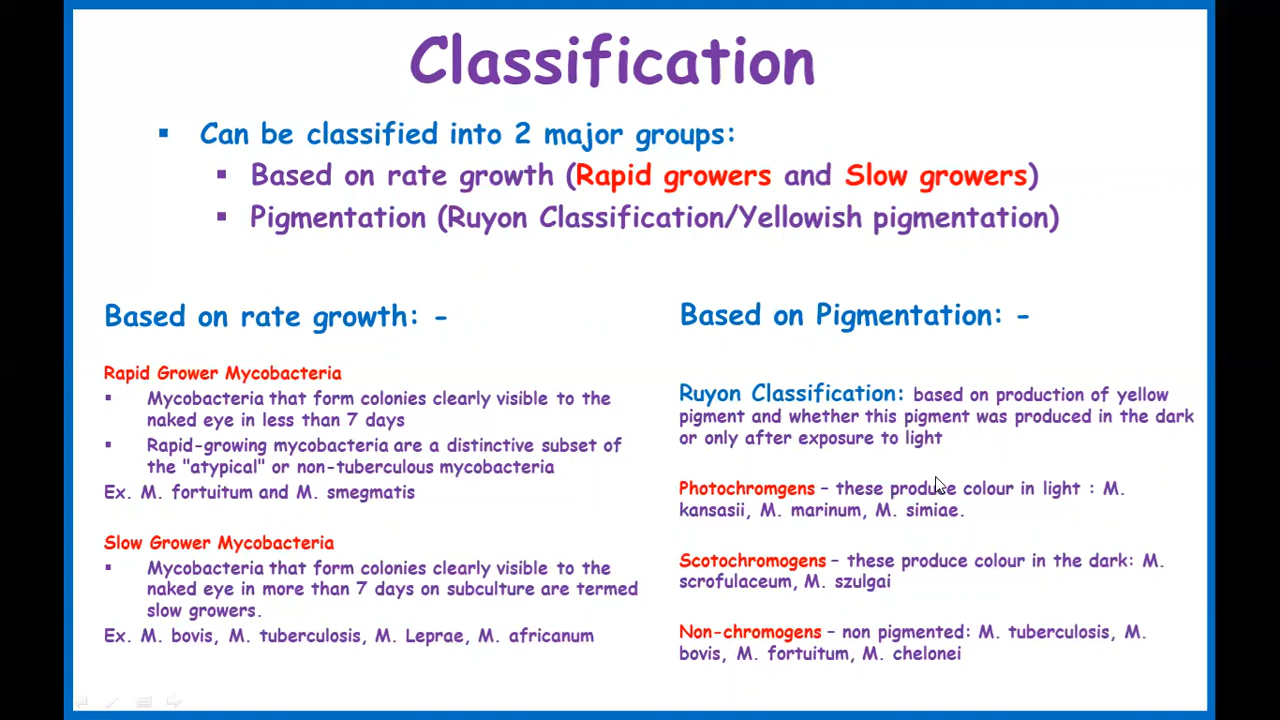 Classification
▪ Can be classified into 2 major groups:
▪ Based on rate growth (Rapid growers and Slow growers)
▪ Pigmentation (Ruyon Classification/Yellowish pigmentation)
Based on rate growth: -
Rapid Grower Mycobacteria
▪ Mycobacteria that form colonies clearly visible to the
naked eye in less than 7 days
▪ Rapid-growing mycobacteria are a distinctive subset of
the "atypical" or non-tuberculous mycobacteria
Ex. M. fortuitum and M. smegmatis
Slow Grower Mycobacteria
▪ Mycobacteria that form colonies clearly visible to the
naked eye in more than 7 days on subculture are termed
slow growers.
Ex. M. bovis, M. tuberculosis, M. Leprae, M. africanum
Based on Pigmentation: -
Ruyon Classification: based on production of yellow
pigment and whether this pigment was produced in the dark
or only after exposure to light
Photochromgens – these produce colour in light : M.
kansasii, M. marinum, M. simiae.
Scotochromogens – these produce colour in the dark: M.
scrofulaceum, M. szulgai
Non-chromogens – non pigmented: M. tuberculosis, M.
bovis, M. fortuitum, M. chelonei